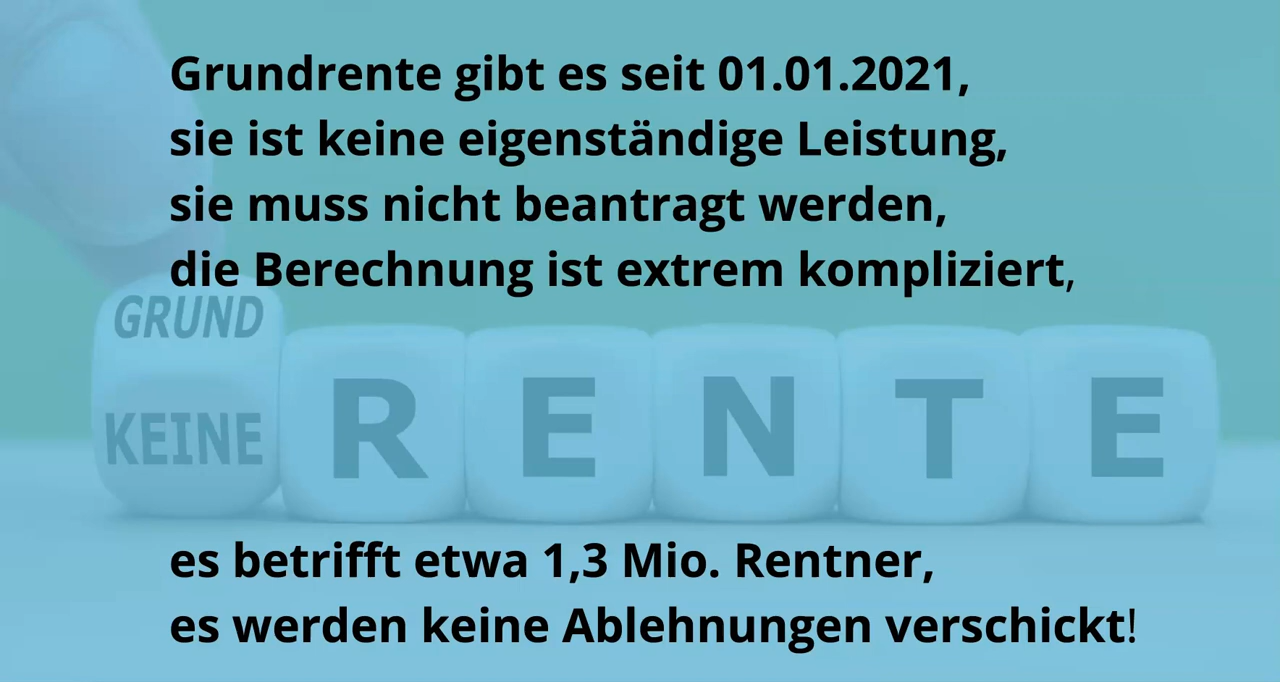 Grundrente gibt es seit 01.01.2021,
sie ist keine eigenständige Leistung,
sie muss nicht beantragt werden,
die Berechnung ist extrem kompliziert,
GRUND
KEINE RENTE
es betrifft etwa 1,3 Mio. Rentner,
es werden keine Ablehnungen verschickt!